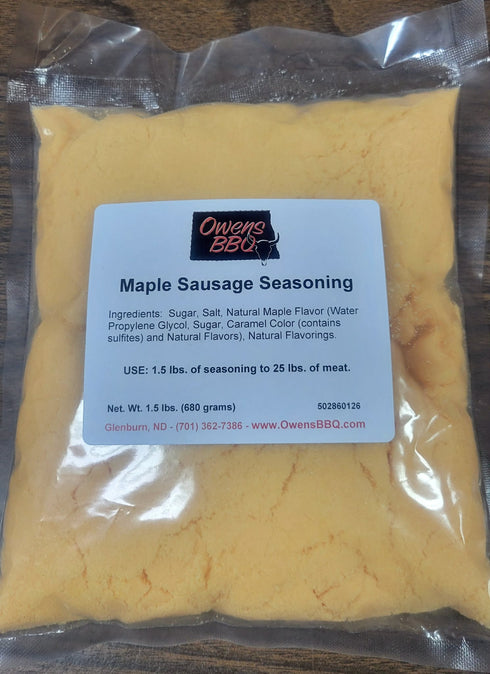 Owens
BBQ
Maple Sausage Seasoning
Ingredients: Sugar, Salt, Natural Maple Flavor (Water
Propylene Glycol, Sugar, Caramel Color (contains
sulfites) and Natural Flavors), Natural Flavorings.
USE: 1.5 lbs. of seasoning to 25 lbs. of meat.
Net. Wt. 1.5 lbs. (680 grams) 502860126
Glenburn, ND - (701) 362-7386 - www.OwensBBQ.com